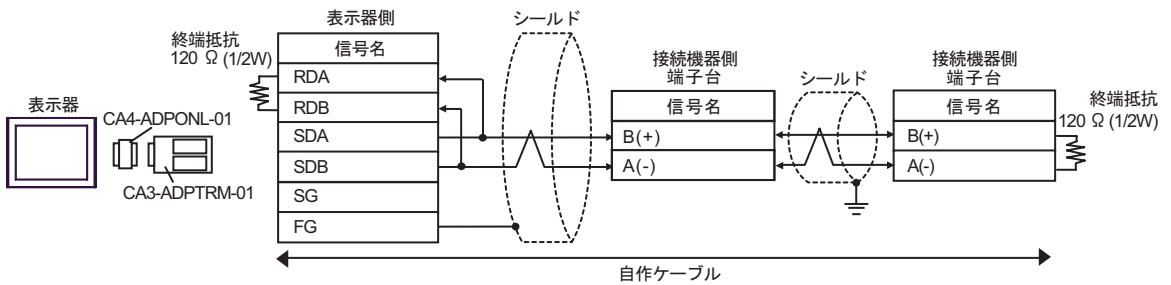 表示器
CA4-ADPONL-01
CA3-ADPTRM-01
終端抵抗
120 Ω (1/2W)
表示器側
信号名
RDA
RDB
SDA
SDB
SG
FG
シールド
接続機器側
端子台
信号名
B(+)
A(-)
シールド
接続機器側
端子台
信号名
B(+)
A(-)
終端抵抗
120 Ω (1/2W)
自作ケーブル